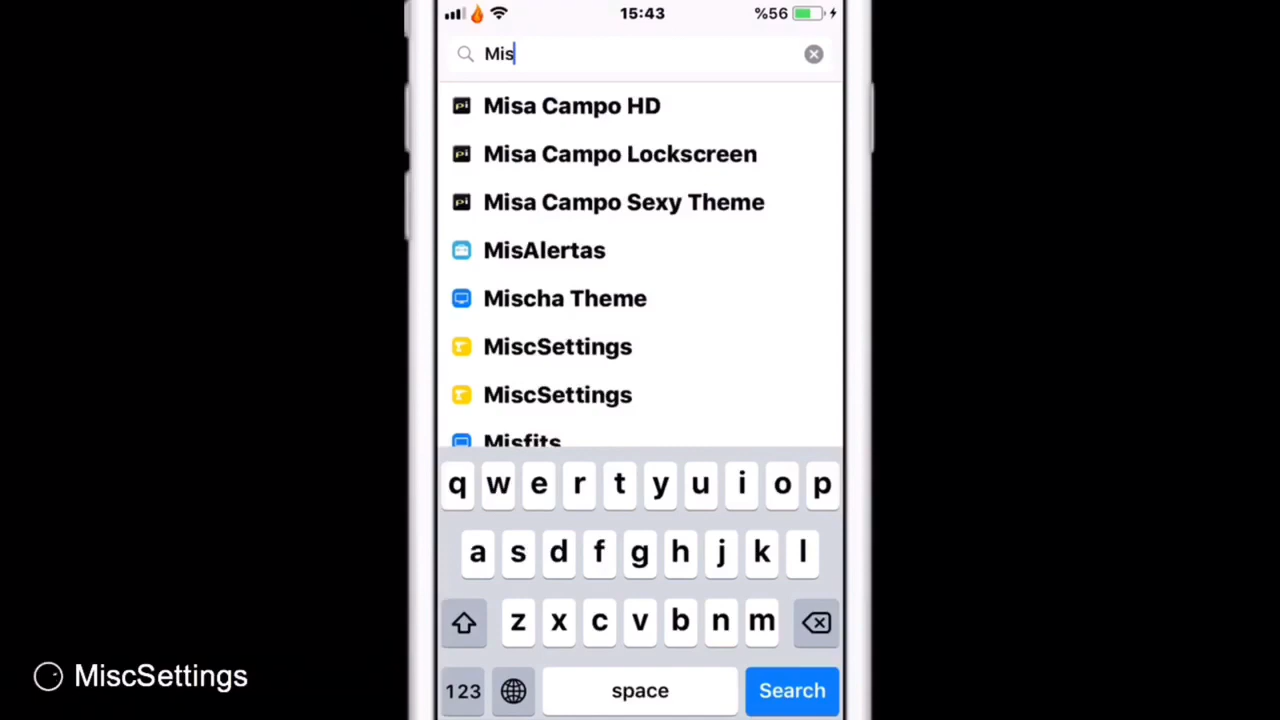 15:43 %56
Mis
Misa Campo HD
Misa Campo Lockscreen
Misa Campo Sexy Theme
MisAlertas
Mischa Theme
MiscSettings
MiscSettings
Misfits
q w e r t y u i o p
a s d f g h j k l
z x c v b n m
123 space Search
MiscSettings